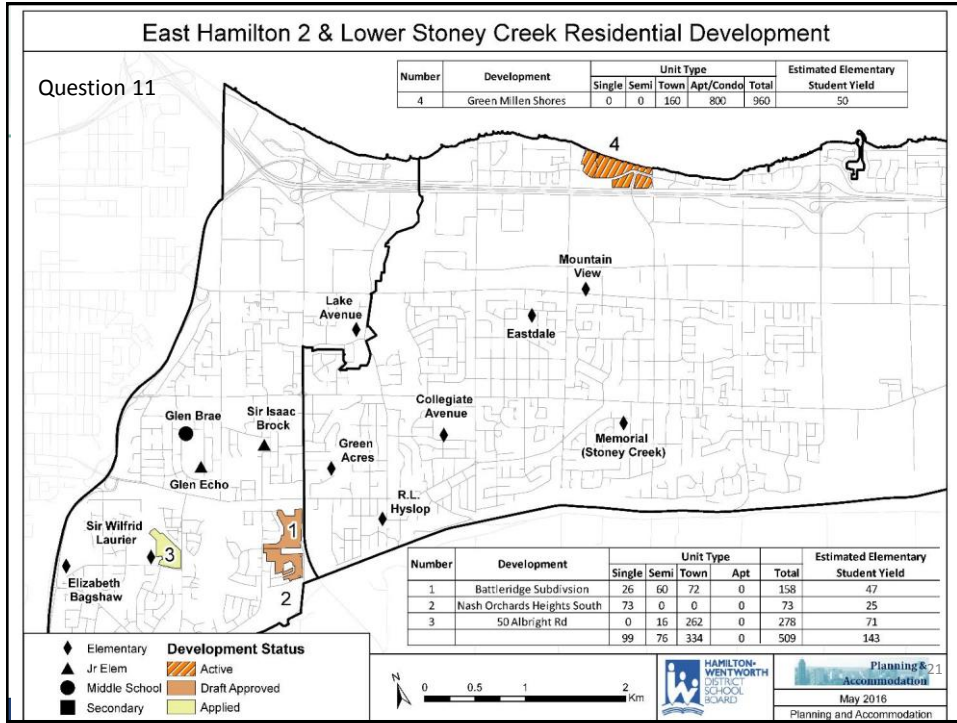 East Hamilton 2 & Lower Stoney Creek Residential Development
Question 11
Number Development Unit Type Estimated Elementary Student Yield
Single Semi Town Apt/Condo Total
4 Green Millen Shores 0 0 160 800 960 50
4
Mountain View
Lake Avenue
Eastdale
Collegiate Avenue
Glen Brae
Sir Isaac Brock
Memorial (Stoney Creek)
Green Acres
Glen Echo
R.L. Hyslop
1
Sir Wilfrid Laurier
3
Elizabeth Bagshaw
2
Number Development Unit Type Estimated Elementary Student Yield
Single Semi Town Apt Total
1 Battleridge Subdivsion 26 60 72 0 158 47
2 Nash Orchards Heights South 73 0 0 0 73 25
3 50 Albright Rd 0 16 262 0 278 71
99 76 334 0 509 143
Elementary
Jr Elem
Middle School
Secondary
Development Status
Active
Draft Approved
Applied
N
0 0.5 1 2 Km
HAMILTON-WENTWORTH DISTRICT SCHOOL BOARD
Planning & Accommodation
21
May 2016
Planning and Accommodation